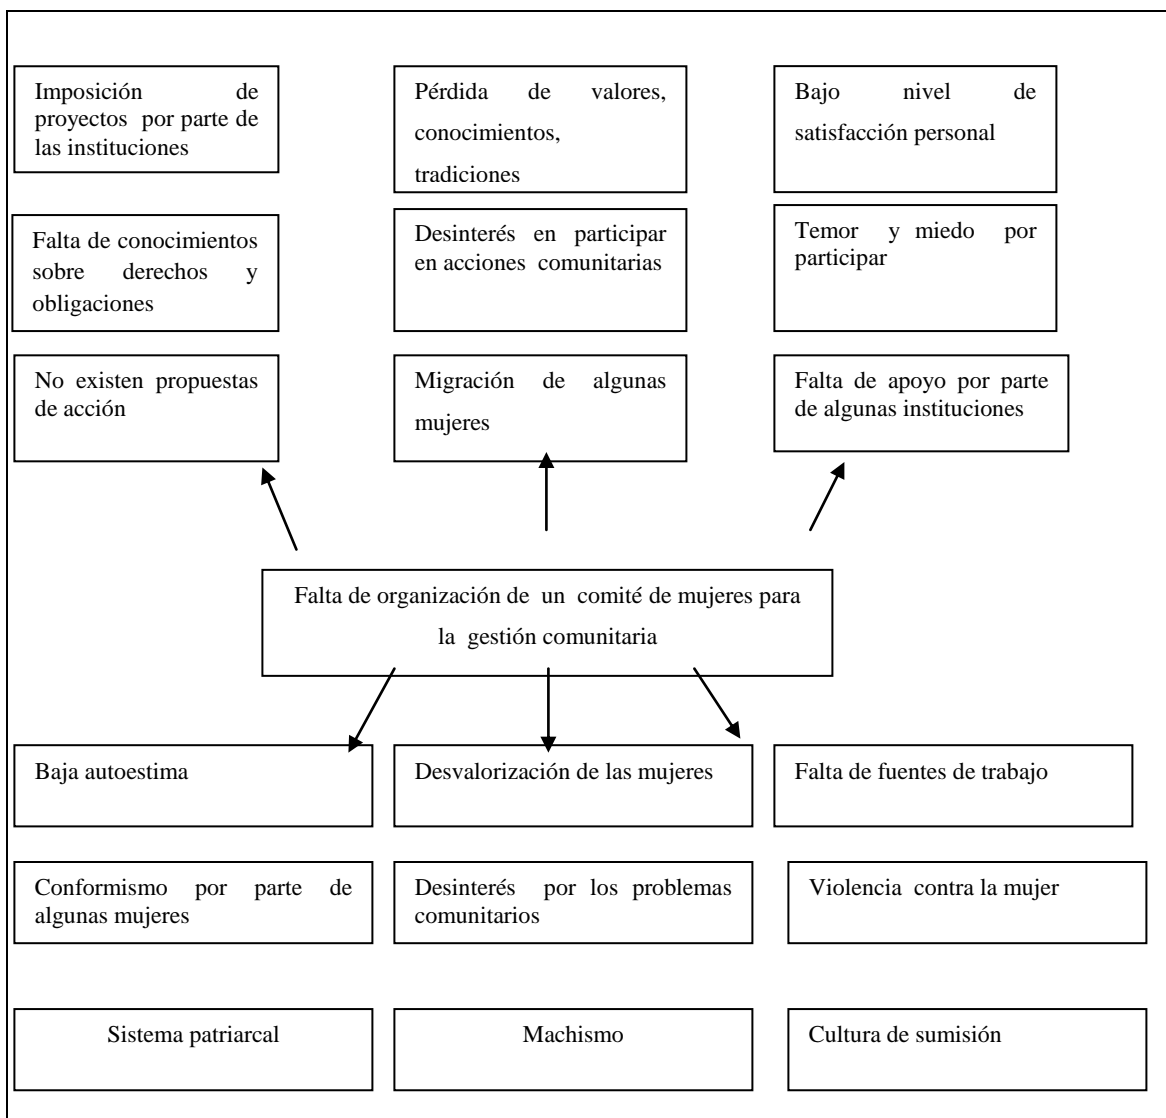 Imposición de
proyectos por parte de
las instituciones
Pérdida de valores,
conocimientos,
tradiciones
Bajo nivel de
satisfacción personal
Falta de conocimientos
sobre derechos y
obligaciones
Desinterés en participar
en acciones comunitarias
Temor y miedo por
participar
No existen propuestas
de acción
Migración de algunas
mujeres
Falta de apoyo por parte
de algunas instituciones
Falta de organización de un comité de mujeres para
la gestión comunitaria
Baja autoestima
Desvalorización de las mujeres
Falta de fuentes de trabajo
Conformismo por parte de
algunas mujeres
Desinterés por los problemas
comunitarios
Violencia contra la mujer
Sistema patriarcal
Machismo
Cultura de sumisión